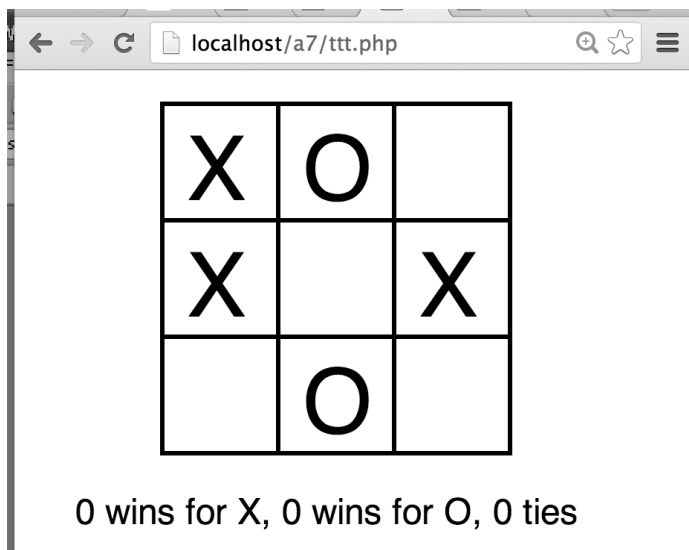 localhost/a7/ttt.php
X O
X X
O
0 wins for X, 0 wins for O, 0 ties